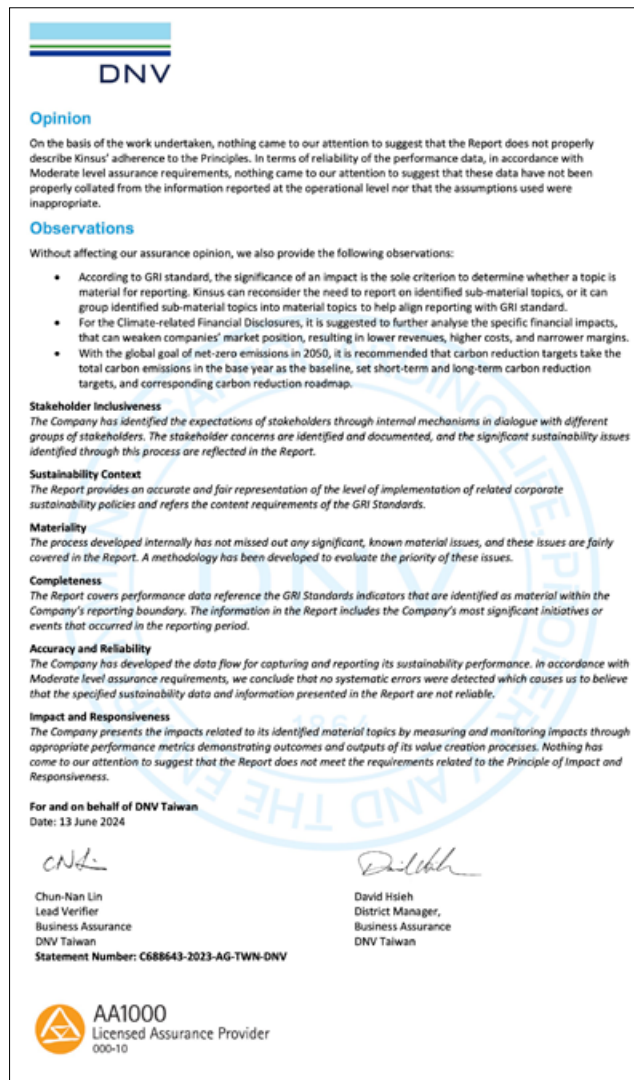 DNV
Opinion
On the basis of the work undertaken, nothing came to our attention to suggest that the Report does not properly
describe Kinsus' adherence to the Principles. In terms of reliability of the performance data, in accordance with
Moderate level assurance requirements, nothing came to our attention to suggest that these data have not been
properly collated from the information reported at the operational level nor that the assumptions used were
inappropriate.
Observations
Without affecting our assurance opinion, we also provide the following observations:
• According to GRI standard, the significance of an impact is the sole criterion to determine whether a topic is
material for reporting. Kinsus can reconsider the need to report on identified sub-material topics, or it can
group identified sub-material topics into material topics to help align reporting with GRI standard.
• For the Climate-related Financial Disclosures, it is suggested to further analyse the specific financial impacts,
that can weaken companies' market position, resulting in lower revenues, higher costs, and narrower margins.
• With the global goal of net-zero emissions in 2050, it is recommended that carbon reduction targets take the
total carbon emissions in the base year as the baseline, set short-term and long-term carbon reduction
targets, and corresponding carbon reduction roadmap.
Stakeholder Inclusiveness
The Company has identified the expectations of stakeholders through internal mechanisms in dialogue with different
groups of stakeholders. The stakeholder concerns are identified and documented, and the significant sustainability issues
identified through this process are reflected in the Report.
Sustainability Context
The Report provides an accurate and fair representation of the level of implementation of related corporate
sustainability policies and refers the content requirements of the GRI Standards.
Materiality
The process developed internally has not missed out any significant, known material issues, and these issues are fairly
covered in the Report. A methodology has been developed to evaluate the priority of these issues.
Completeness
The Report covers performance data reference the GRI Standards indicators that are identified as material within the
Company's reporting boundary. The information in the Report includes the Company's most significant initiatives or
events that occurred in the reporting period.
Accuracy and Reliability
The Company has developed the data flow for capturing and reporting its sustainability performance. In accordance with
Moderate level assurance requirements, we conclude that no systematic errors were detected which causes us to believe
that the specified sustainability data and information presented in the Report are not reliable.
Impact and Responsiveness
The Company presents the impacts related to its identified material topics by measuring and monitoring impacts through
appropriate performance metrics demonstrating outcomes and outputs of its value creation processes. Nothing has
come to our attention to suggest that the Report does not meet the requirements related to the Principle of Impact and
Responsiveness.
For and on behalf of DNV Taiwan
Date: 13 June 2024
Chun-Nan Lin
Lead Verifier
Business Assurance
DNV Taiwan
Statement Number: C688643-2023-AG-TWN-DNV
David Hsieh
District Manager,
Business Assurance
DNV Taiwan
AA1000
Licensed Assurance Provider
000-10
DNV
1864